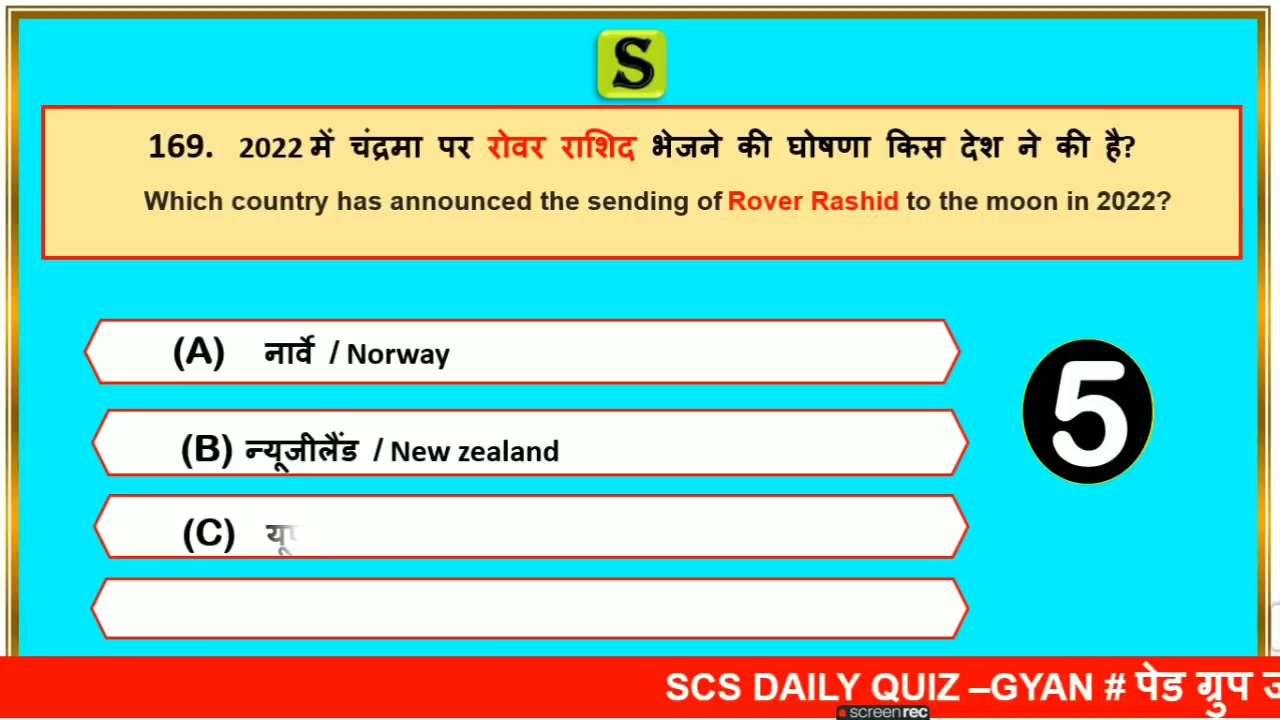 S
169. 2022 में चंद्रमा पर रोवर राशिद भेजने की घोषणा किस देश ने की है?
Which country has announced the sending of Rover Rashid to the moon in 2022?
(A) नार्वे / Norway
5
(B) न्यूजीलैंड / New zealand
(C)
SCS DAILY QUIZ –GYAN # पेड ग्रुप
screenrec